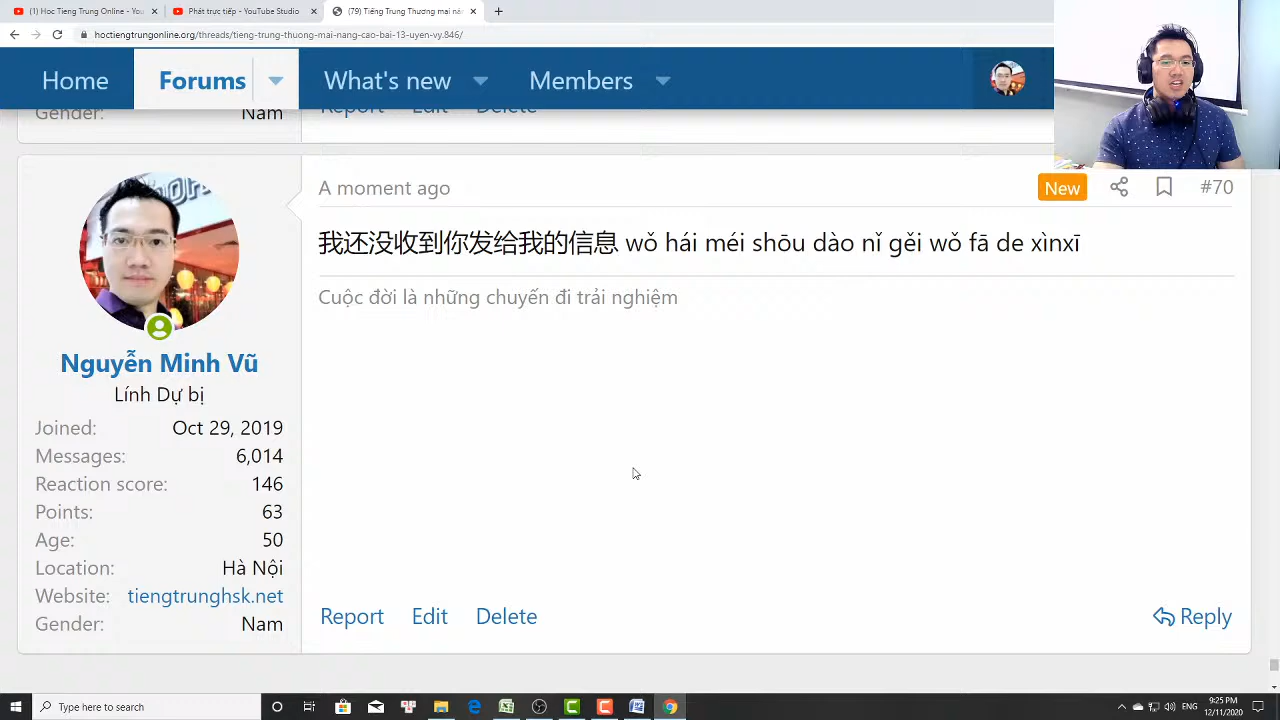 (1) Học Tiếng Trung Online - You
Phát trực tiếp - YouTube Studio
(79) Tiếng Trung Thương mại nâ
hoctiengtrungonline.org/threads/tieng-trung-thuong-mai-nang-cao-bai-13-uyen-vy.846/
Home
Forums
What's new
Members
Gender: Nam
Report Edit Delete
A moment ago
New
#70
我还没收到你发给我的信息 wǒ hái méi shōu dào nǐ gěi wǒ fā de xìnxī
Cuộc đời là những chuyến đi trải nghiệm
Nguyễn Minh Vũ
Lính Dự bị
Joined: Oct 29, 2019
Messages: 6,014
Reaction score: 146
Points: 63
Age: 50
Location: Hà Nội
Website: tiengtrunghsk.net
Gender: Nam
Report Edit Delete
Reply
Type here to search
ENG
9:25 PM
12/11/2020